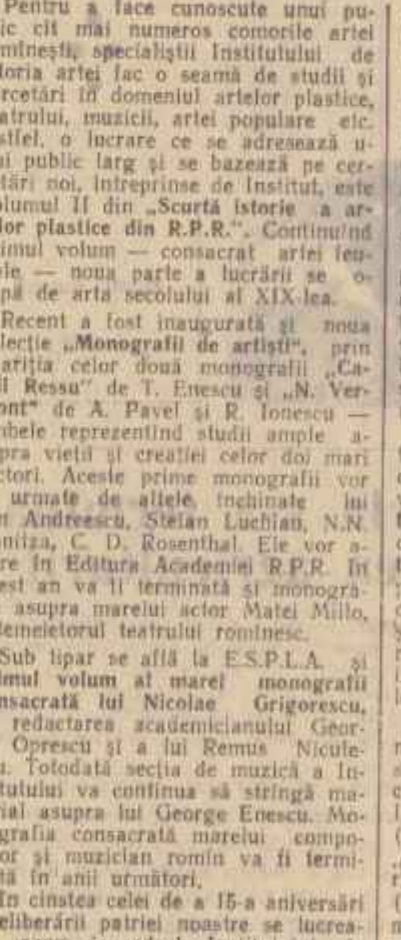 Pentru a face cunoscute unui pu-
ic cît mai numeros comorile artei
mînești, specialiștii Institutului de
toria artei fac o seamă de studii și
rcetări în domeniul artelor plastice,
atrului, muzicii, artei populare etc.
stfel, o lucrare ce se adresează u-
ui public larg și se bazează pe cer-
tări noi, întreprinse de Institut, este
olumul II din „Scurtă istorie a ar-
lor plastice din R.P.R.". Continuînd
imul volum — consacrat artei feu-
ale — noua parte a lucrării se o-
pă de arta secolului al XIX-lea.
Recent a fost inaugurată și noua
lecție „Monografii de artiști", prin
ariția celor două monografii „Ca-
il Ressu" de T. Enescu și „N. Ver-
ont" de A. Pavel și R. Ionescu —
mbele reprezentînd studii ample a-
pra vieții și creației celor doi mari
ctori. Aceste prime monografii vor
urmate de altele, închinate lui
n Andreescu, Ștefan Luchian, N.N.
nitza, C. D. Rosenthal. Ele vor a-
re în Editura Academiei R.P.R. În
est an va fi terminată și monogra-
asupra marelui actor Matei Millo,
temeietorul teatrului romînesc.
Sub tipar se află la E.S.P.L.A. și
imul volum al marei monografii
nsacrată lui Nicolae Grigorescu,
redactarea academicianului Geor-
Oprescu și a lui Remus Nicule-
u. Totodată secția de muzică a In-
tutului va continua să strîngă ma-
rial asupra lui George Enescu. Mo-
grafia consacrată marelui compo-
or și muzician romîn va fi termi-
tă în anii următori.
În cinstea celei de a 15-a aniversări
eliberării patriei noastre se lucrea-